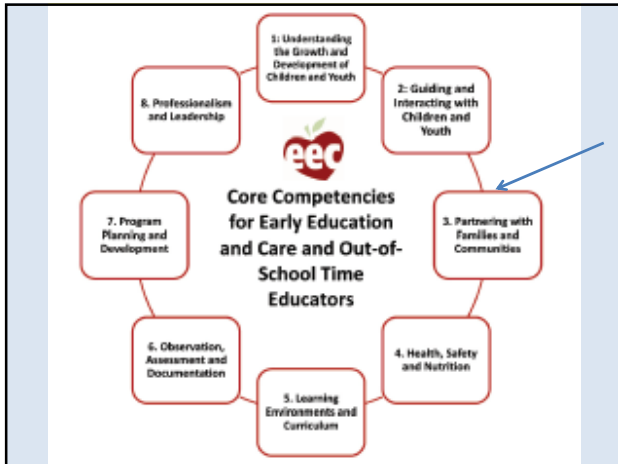 1: Understanding
the Growth and
Development of
Children and Youth
2: Guiding and
Interacting with
Children and
Youth
3. Partnering with
Families and
Communities
4. Health, Safety
and Nutrition
5. Learning
Environments and
Curriculum
6. Observation,
Assessment and
Documentation
7. Program
Planning and
Development
8. Professionalism
and Leadership
eec
Core Competencies
for Early Education
and Care and Out-of-
School Time
Educators